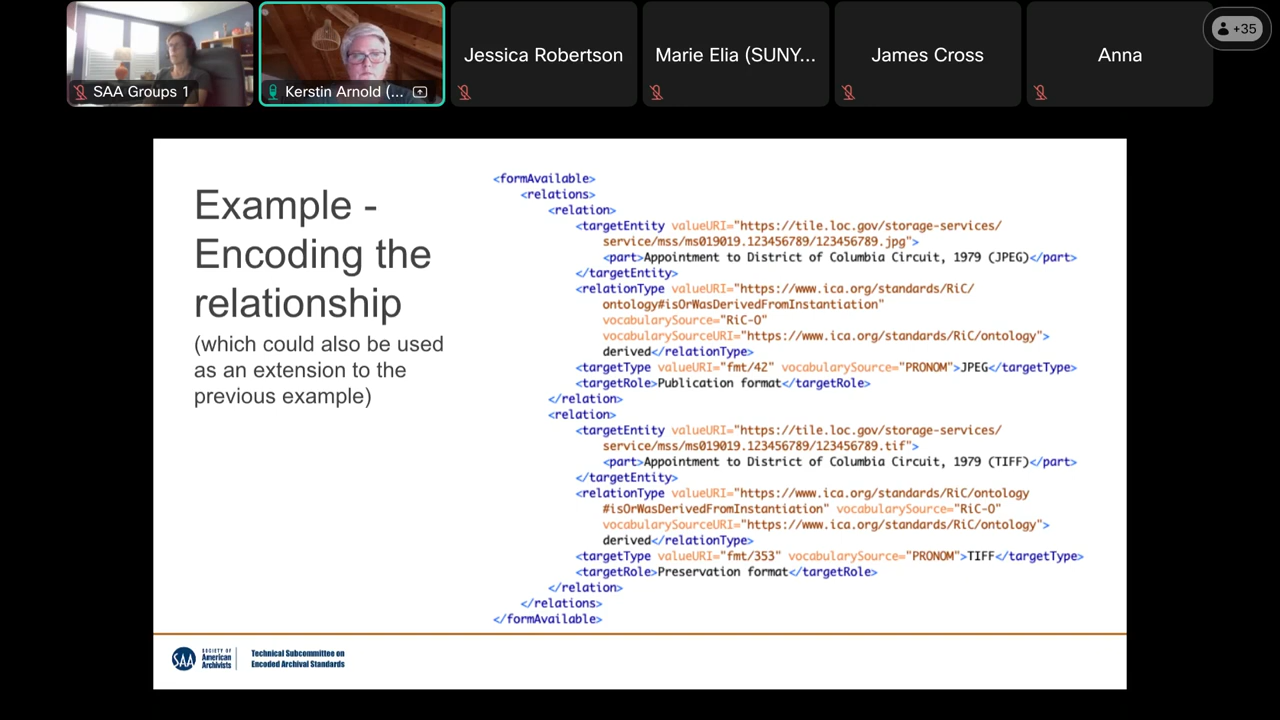 +35
SAA Groups 1
Kerstin Arnold (...
Jessica Robertson
Marie Elia (SUNY...
James Cross
Anna
Example -
Encoding the
relationship
(which could also be used
as an extension to the
previous example)
<formAvailable>
<relations>
<relation>
<targetEntity valueURI="https://tile.loc.gov/storage-services/
service/mss/ms019019.123456789/123456789.jpg">
<part>Appointment to District of Columbia Circuit, 1979 (JPEG)</part>
</targetEntity>
<relationType valueURI="https://www.ica.org/standards/RiC/
ontology#isOrWasDerivedFromInstantiation"
vocabularySource="RiC-O"
vocabularySourceURI="https://www.ica.org/standards/RiC/ontology">
derived</relationType>
<targetType valueURI="fmt/42" vocabularySource="PRONOM">JPEG</targetType>
<targetRole>Publication format</targetRole>
</relation>
<relation>
<targetEntity valueURI="https://tile.loc.gov/storage-services/
service/mss/ms019019.123456789/123456789.tif">
<part>Appointment to District of Columbia Circuit, 1979 (TIFF)</part>
</targetEntity>
<relationType valueURI="https://www.ica.org/standards/RiC/ontology
#isOrWasDerivedFromInstantiation" vocabularySource="RiC-O"
vocabularySourceURI="https://www.ica.org/standards/RiC/ontology">
derived</relationType>
<targetType valueURI="fmt/353" vocabularySource="PRONOM">TIFF</targetType>
<targetRole>Preservation format</targetRole>
</relation>
</relations>
</formAvailable>
SAA
SOCIETY OF
American
Archivists
Technical Subcommittee on
Encoded Archival Standards